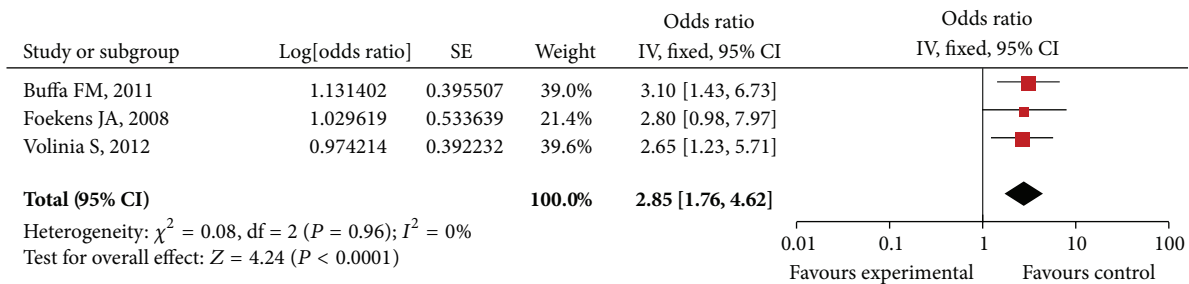 Odds ratio Odds ratio
Study or subgroup Log[odds ratio] SE Weight IV, fixed, 95% CI IV, fixed, 95% CI
Buffa FM, 2011 1.131402 0.395507 39.0% 3.10 [1.43, 6.73]
Foekens JA, 2008 1.029619 0.533639 21.4% 2.80 [0.98, 7.97]
Volinia S, 2012 0.974214 0.392232 39.6% 2.65 [1.23, 5.71]
Total (95% CI) 100.0% 2.85 [1.76, 4.62]
Heterogeneity: χ² = 0.08, df = 2 (P = 0.96); I² = 0%
Test for overall effect: Z = 4.24 (P < 0.0001)
0.01 0.1 1 10 100
Favours experimental Favours control